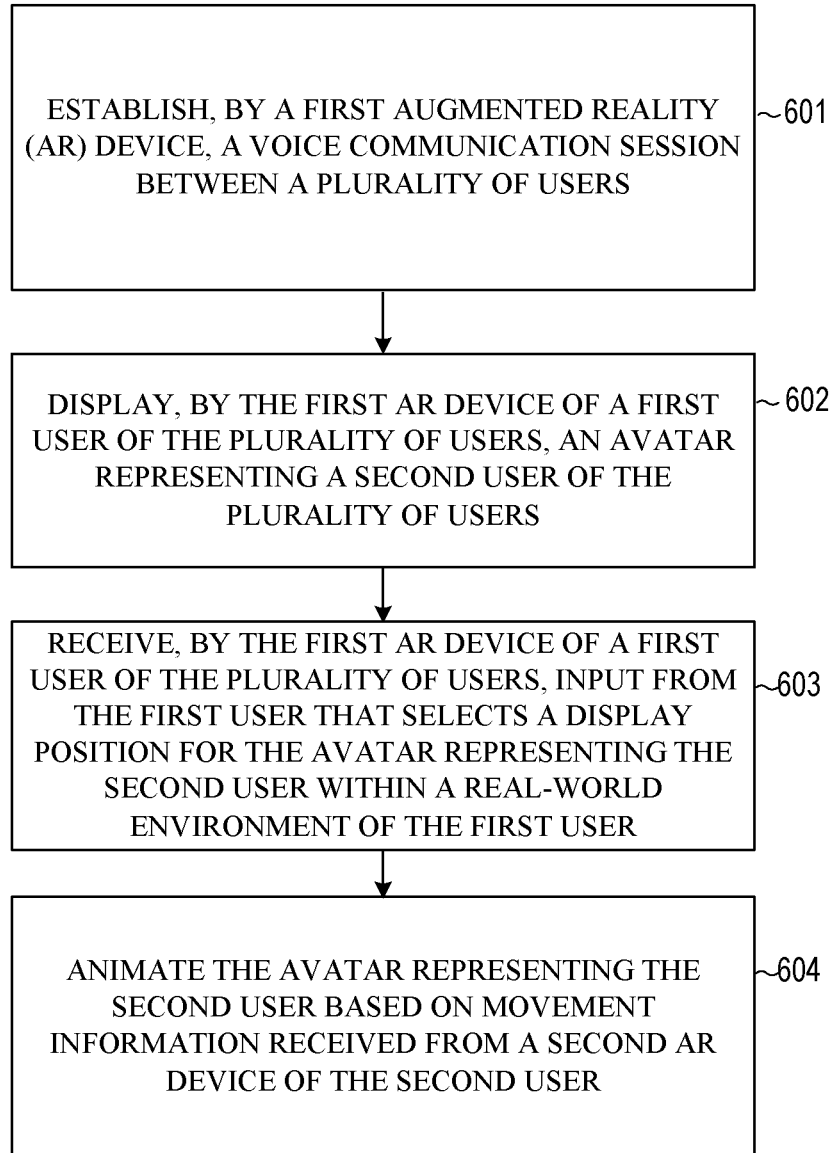 ESTABLISH, BY A FIRST AUGMENTED REALITY
(AR) DEVICE, A VOICE COMMUNICATION SESSION
BETWEEN A PLURALITY OF USERS
~601
DISPLAY, BY THE FIRST AR DEVICE OF A FIRST
USER OF THE PLURALITY OF USERS, AN AVATAR
REPRESENTING A SECOND USER OF THE
PLURALITY OF USERS
~602
RECEIVE, BY THE FIRST AR DEVICE OF A FIRST
USER OF THE PLURALITY OF USERS, INPUT FROM
THE FIRST USER THAT SELECTS A DISPLAY
POSITION FOR THE AVATAR REPRESENTING THE
SECOND USER WITHIN A REAL-WORLD
ENVIRONMENT OF THE FIRST USER
~603
ANIMATE THE AVATAR REPRESENTING THE
SECOND USER BASED ON MOVEMENT
INFORMATION RECEIVED FROM A SECOND AR
DEVICE OF THE SECOND USER
~604